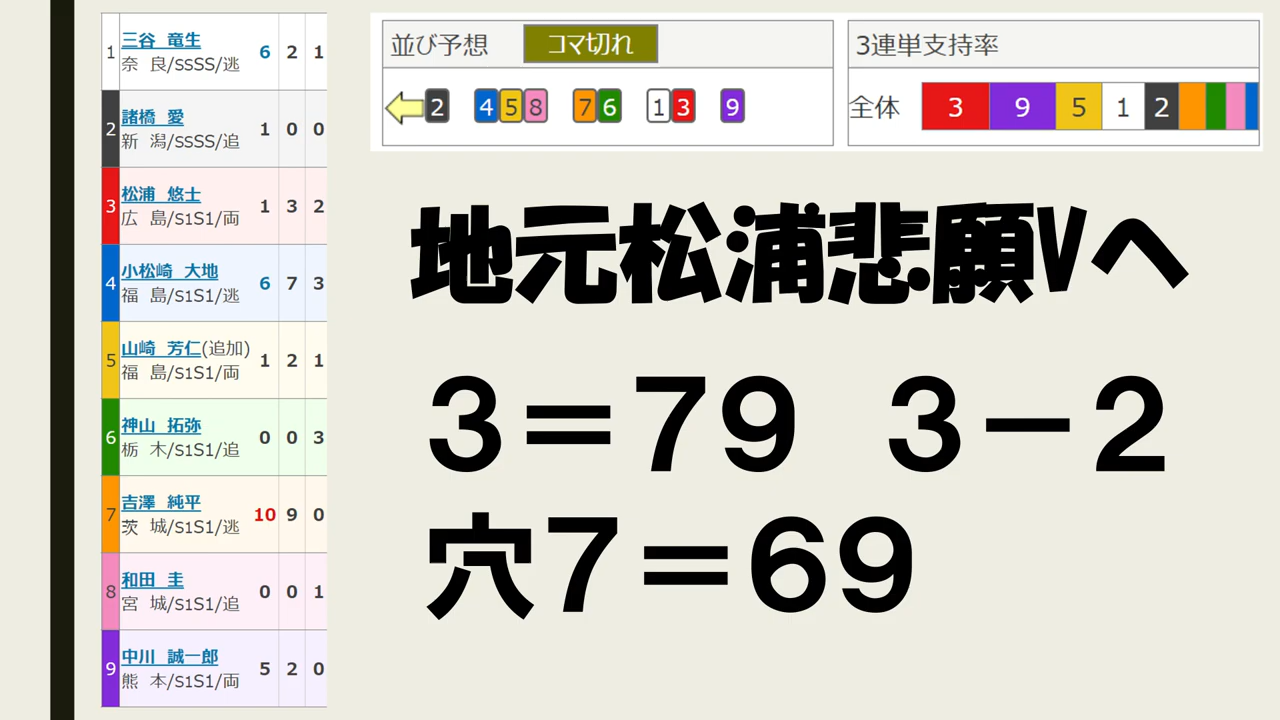 1 三谷 竜生 6 2 1
奈 良/SSSS/逃
2 諸橋 愛 1 0 0
新 潟/SSSS/追
3 松浦 悠士 1 3 2
広 島/S1S1/両
4 小松崎 大地 6 7 3
福 島/S1S1/逃
5 山崎 芳仁(追加) 1 2 1
福 島/S1S1/両
6 神山 拓弥 0 0 3
栃 木/S1S1/追
7 吉澤 純平 10 9 0
茨 城/S1S1/逃
8 和田 圭 0 0 1
宮 城/S1S1/追
9 中川 誠一郎 5 2 0
熊 本/S1S1/両
並び予想 コマ切れ
2 4 5 8 7 6 1 3 9
3連単支持率
全体 3 9 5 1 2
地元松浦悲願Vへ
3=79 3-2
穴7=69